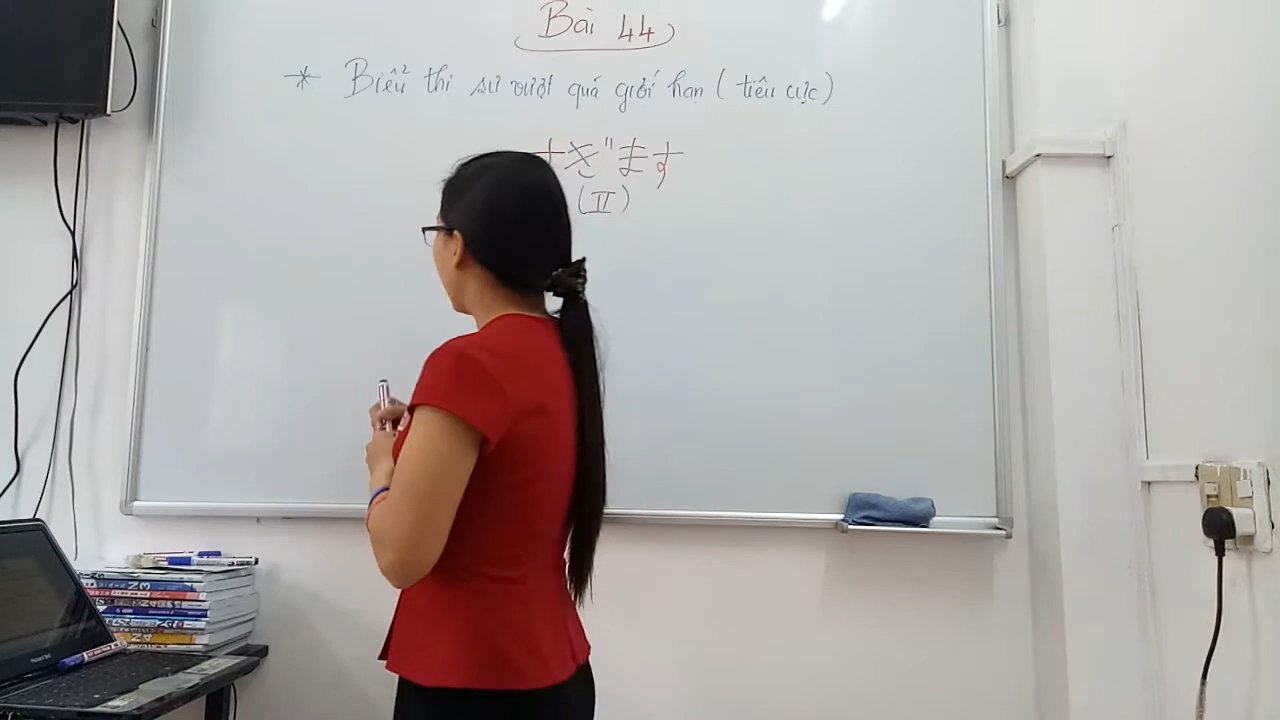 Bài 44
* Biểu thị sự vượt quá giới hạn ( tiêu cực )
すぎます
(II)